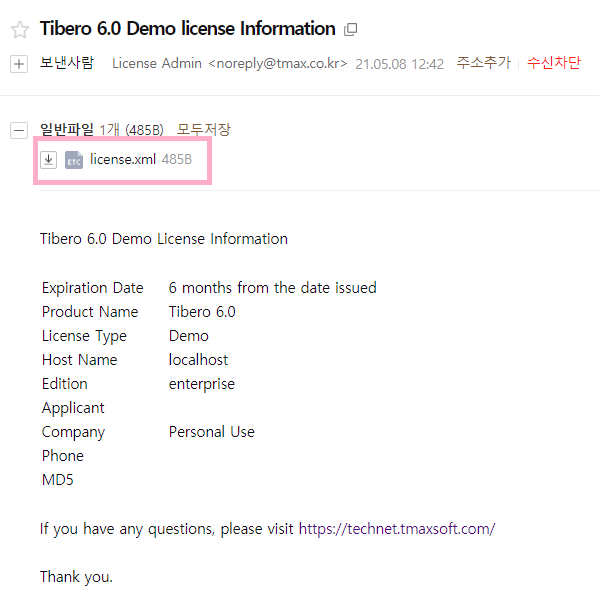 Tibero 6.0 Demo license Information
보낸사람 License Admin <noreply@tmax.co.kr> 21.05.08 12:42 주소추가 수신차단
일반파일 1개 (485B) 모두저장
ETC license.xml 485B
Tibero 6.0 Demo License Information
Expiration Date 6 months from the date issued
Product Name Tibero 6.0
License Type Demo
Host Name localhost
Edition enterprise
Applicant
Company Personal Use
Phone
MD5
If you have any questions, please visit https://technet.tmaxsoft.com/
Thank you.